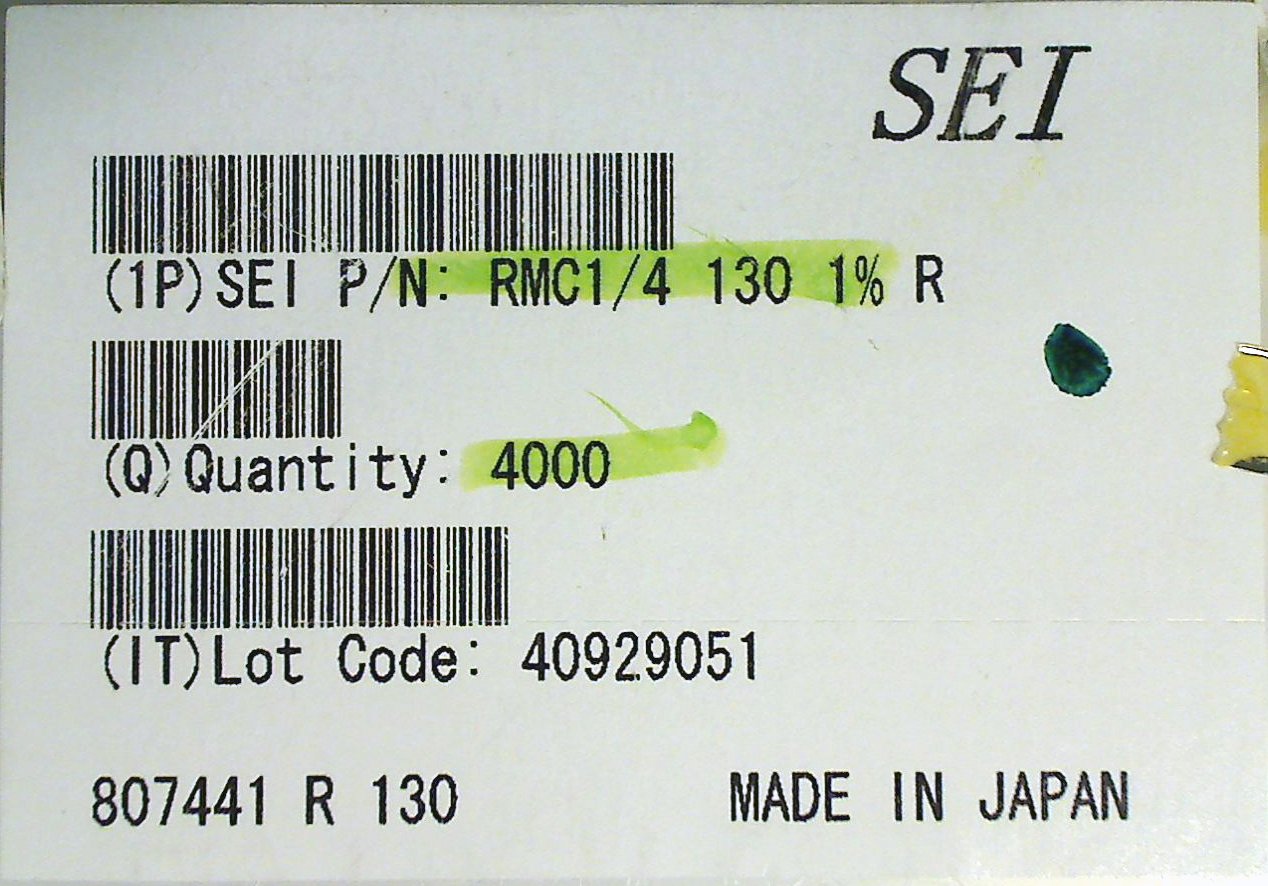 SEI
(1P)SEI P/N: RMC1/4 130 1% R
(Q)Quantity: 4000
(IT)Lot Code: 40929051
807441 R 130 MADE IN JAPAN